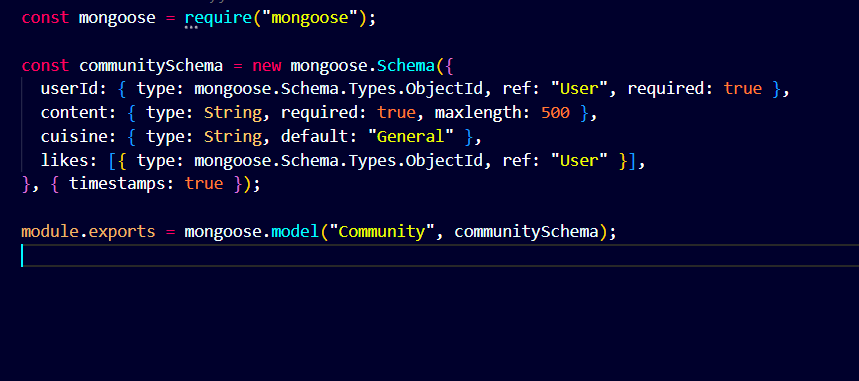 const mongoose = require("mongoose");
const communitySchema = new mongoose.Schema({
userId: { type: mongoose.Schema.Types.ObjectId, ref: "User", required: true },
content: { type: String, required: true, maxlength: 500 },
cuisine: { type: String, default: "General" },
likes: [{ type: mongoose.Schema.Types.ObjectId, ref: "User" }],
}, { timestamps: true });
module.exports = mongoose.model("Community", communitySchema);